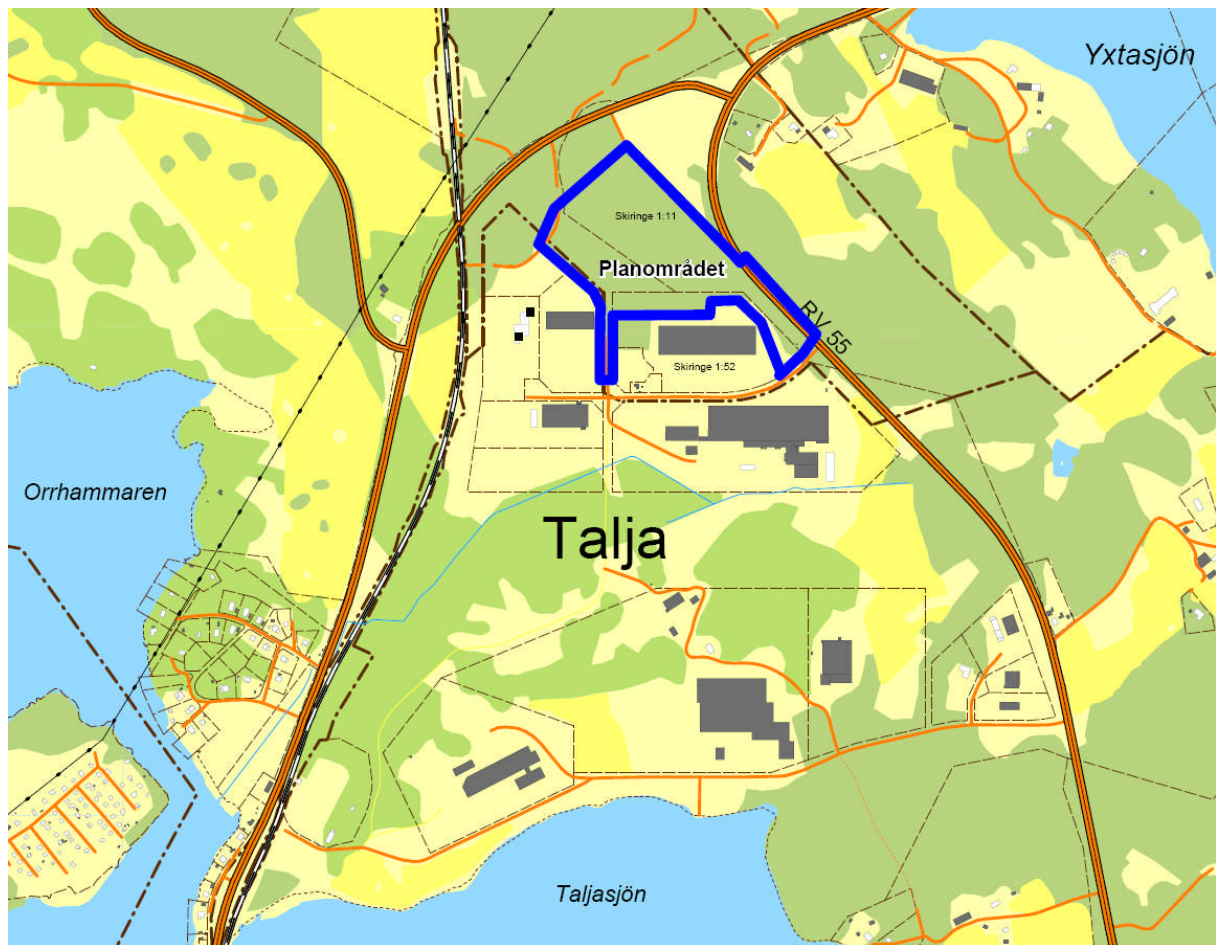 Yxtasjön
Skiringe 1:11
Planområdet
RV 55
Skiringe 1:52
Orrhammaren
Talja
Taljasjön